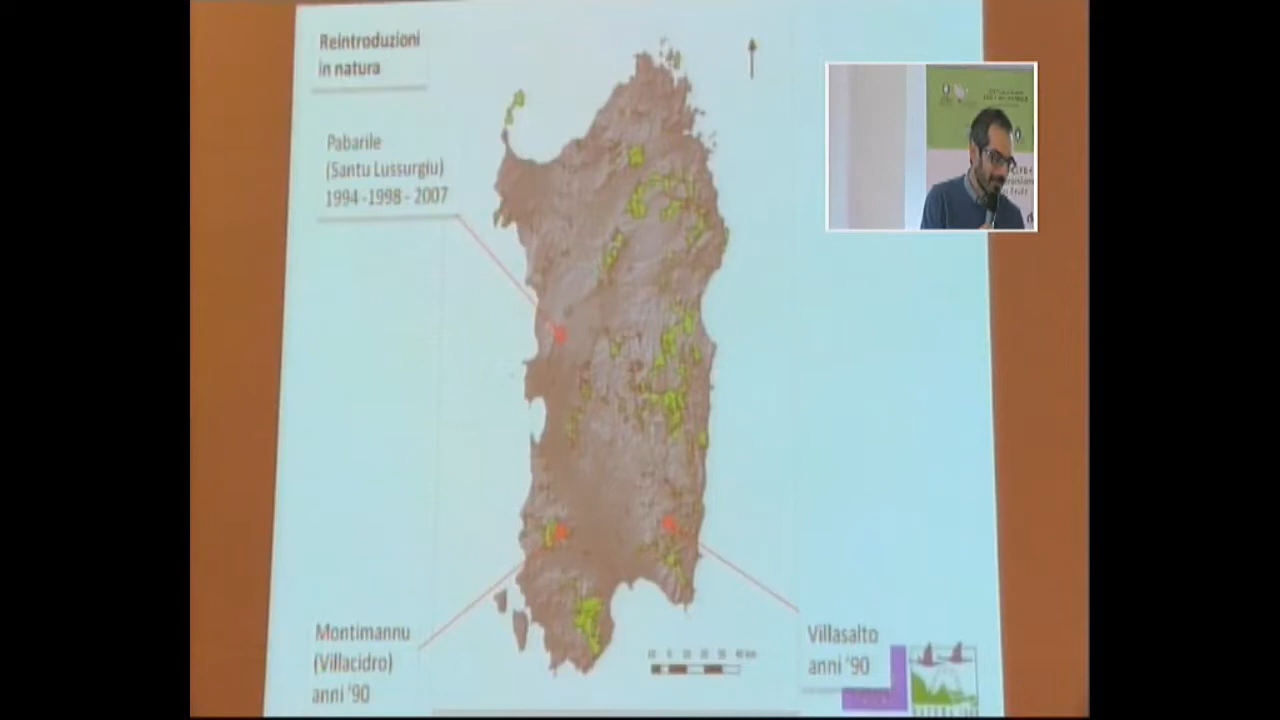 Reintroduzioni
in natura
Pabarile
(Santu Lussurgiu)
1994 -1998 - 2007
Montimannu
(Villacidro)
anni '90
Villasalto
anni '90